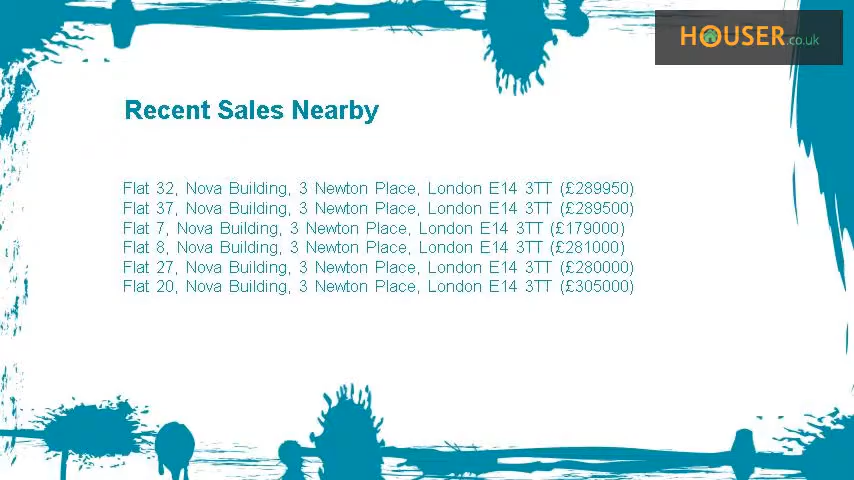 HOUSER.co.uk
Recent Sales Nearby
Flat 32, Nova Building, 3 Newton Place, London E14 3TT (£289950)
Flat 37, Nova Building, 3 Newton Place, London E14 3TT (£289500)
Flat 7, Nova Building, 3 Newton Place, London E14 3TT (£179000)
Flat 8, Nova Building, 3 Newton Place, London E14 3TT (£281000)
Flat 27, Nova Building, 3 Newton Place, London E14 3TT (£280000)
Flat 20, Nova Building, 3 Newton Place, London E14 3TT (£305000)